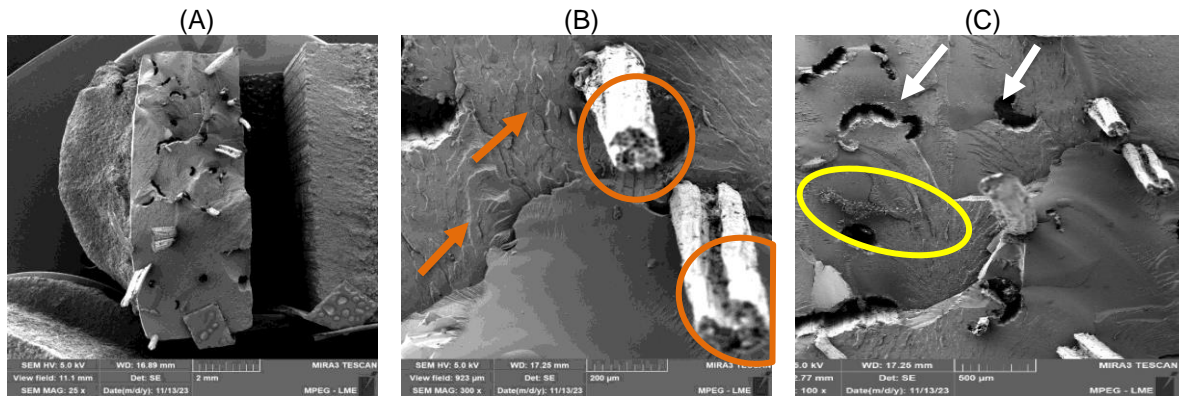 (A)
(B)
(C)
SEM HV: 5.0 kV WD: 16.89 mm MIRA3 TESCAN
View field: 11.1 mm Det: SE 2 mm
SEM MAG: 25 x Date(m/d/y): 11/13/23 MPEG - LME
SEM HV: 5.0 kV WD: 17.25 mm MIRA3 TESCAN
View field: 923 µm Det: SE 200 µm
SEM MAG: 300 x Date(m/d/y): 11/13/23 MPEG - LME
5.0 kV WD: 17.25 mm MIRA3 TESCAN
2.77 mm Det: SE 500 µm
100 x Date(m/d/y): 11/13/23 MPEG - LME